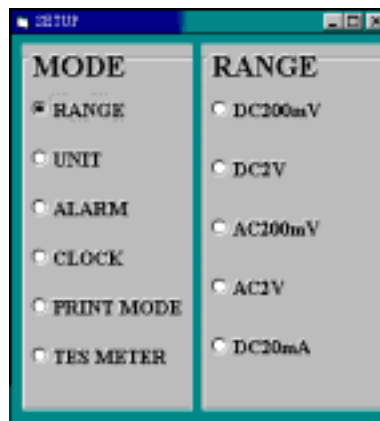 SETUP
MODE
RANGE
UNIT
ALARM
CLOCK
PRINT MODE
TES METER
RANGE
DC200mV
DC2V
AC200mV
AC2V
DC20mA